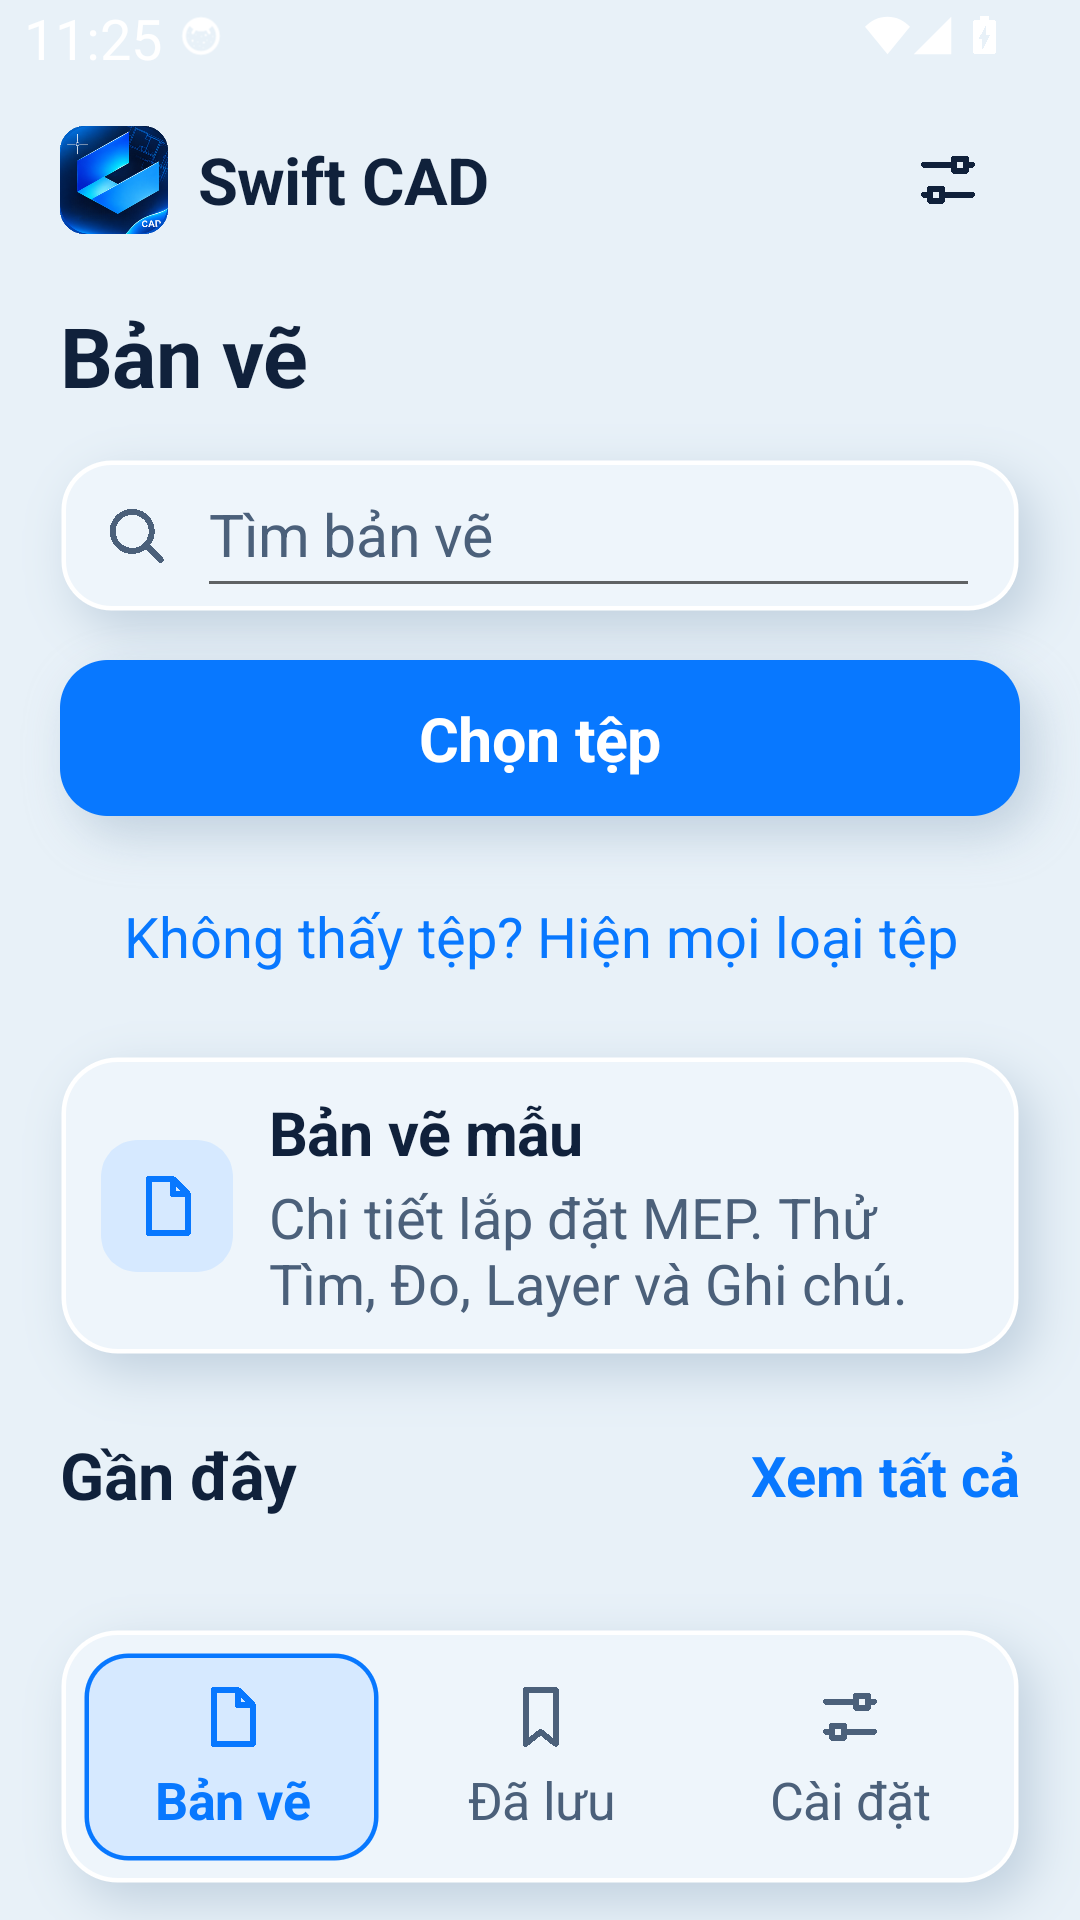 11:25
CAD
Swift CAD
Bản vẽ
Tìm bản vẽ
Chọn tệp
Không thấy tệp? Hiện mọi loại tệp
Bản vẽ mẫu
Chi tiết lắp đặt MEP. Thử
Tìm, Đo, Layer và Ghi chú.
Gần đây
Xem tất cả
Bản vẽ
Đã lưu
Cài đặt